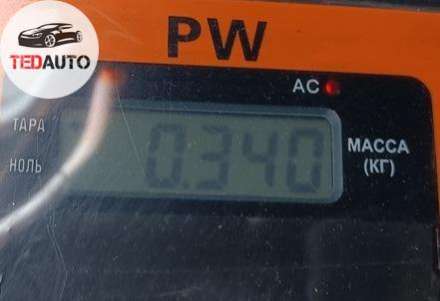 TEDAUTO
PW
AC
ТАРА
НОЛЬ
0.340
МАССА
(КГ)